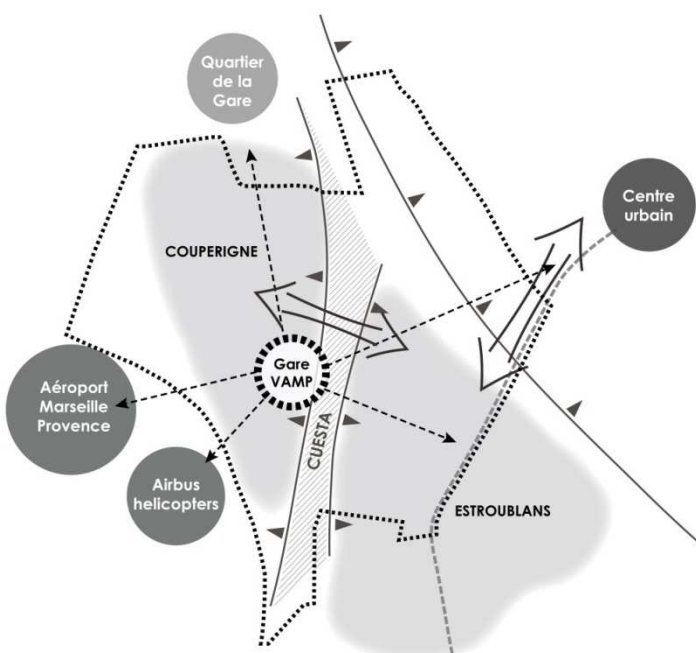 Quartier
de la
Gare
Centre
urbain
COUPERIGNE
Gare
VAMP
Aéroport
Marseille
Provence
CUESTA
Airbus
helicopters
ESTROUBLANS